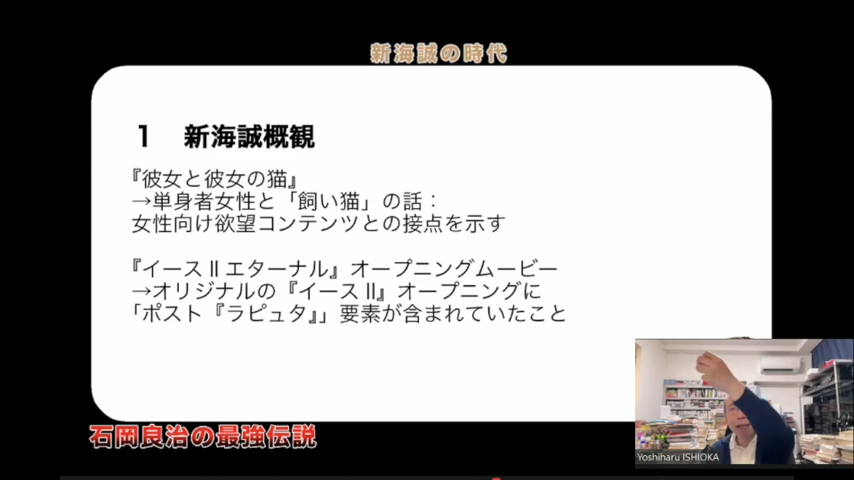 新海誠の時代
1 新海誠概観
『彼女と彼女の猫』
→単身者女性と「飼い猫」の話：
女性向け欲望コンテンツとの接点を示す
『イースⅡエターナル』オープニングムービー
→オリジナルの『イースⅡ』オープニングに
「ポスト『ラピュタ』」要素が含まれていたこと
石岡良治の最強伝説
Yoshiharu ISHIOKA